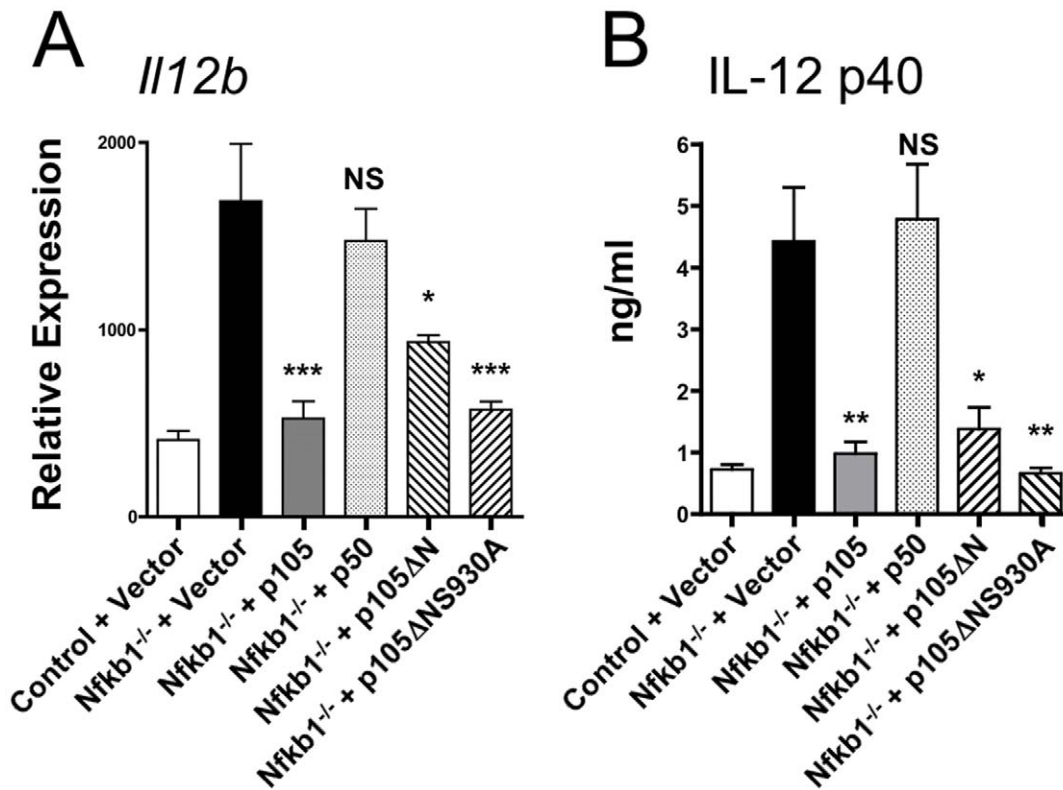 A
Il12b
Relative Expression
2000
1000
0
NS
*
***
***
Control + Vector
Nfkb1-/- + Vector
Nfkb1-/- + p105
Nfkb1-/- + p50
Nfkb1-/- + p105ΔN
Nfkb1-/- + p105ΔNS930A
B
IL-12 p40
ng/ml
6
5
4
3
2
1
0
NS
**
*
**
Control + Vector
Nfkb1-/- + Vector
Nfkb1-/- + p105
Nfkb1-/- + p50
Nfkb1-/- + p105ΔN
Nfkb1-/- + p105ΔNS930A